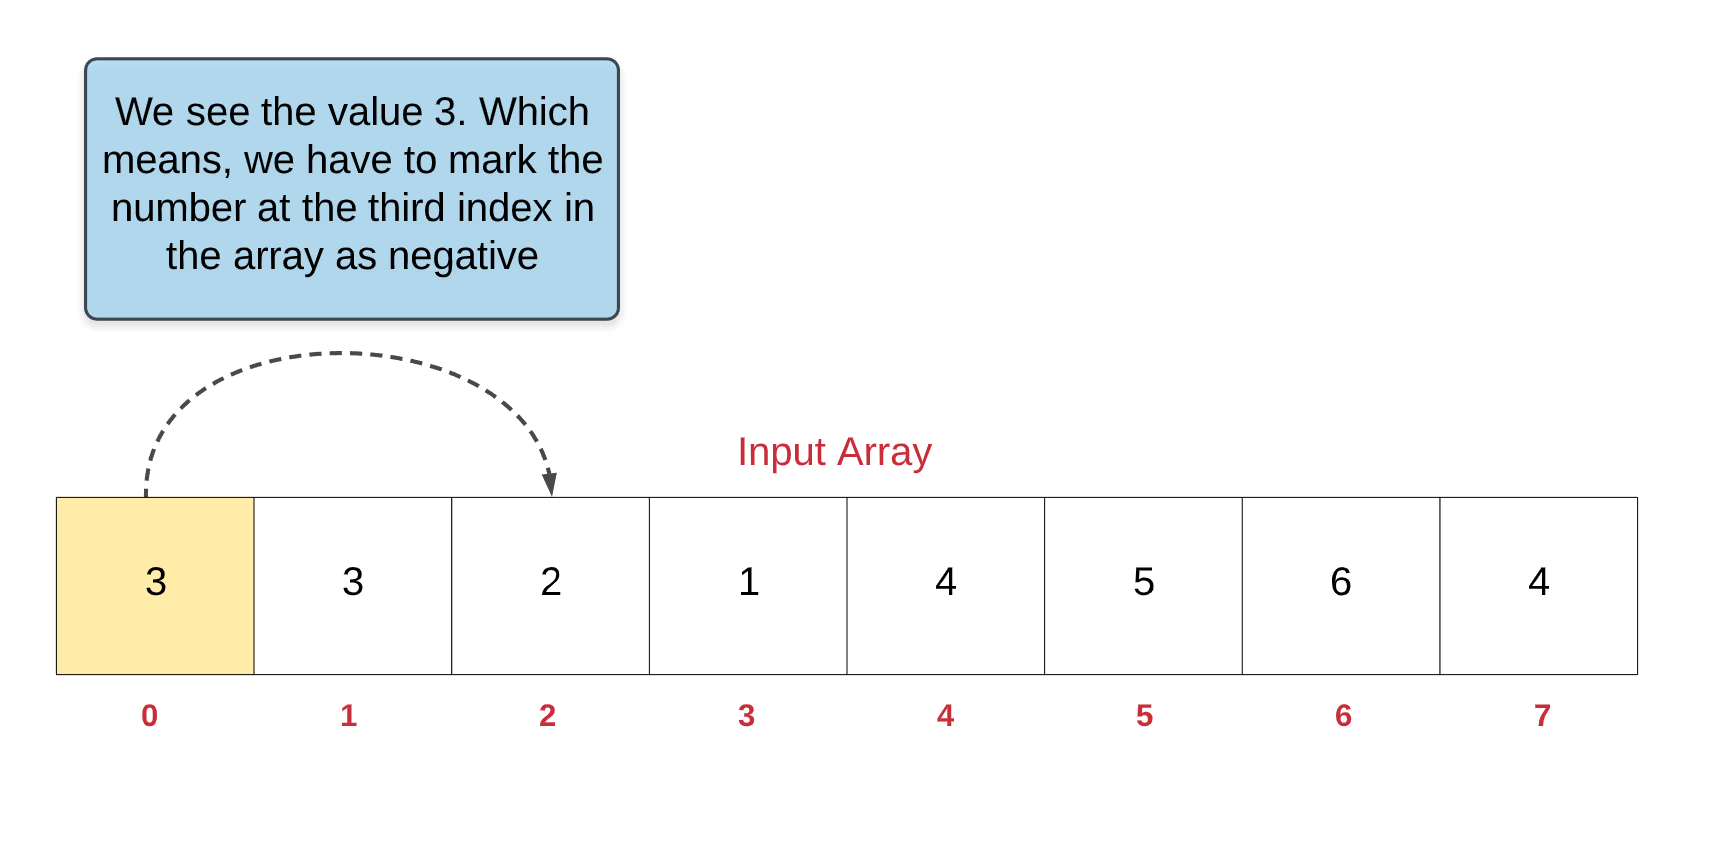 We see the value 3. Which
means, we have to mark the
number at the third index in
the array as negative
Input Array
3 3 2 1 4 5 6 4
0 1 2 3 4 5 6 7